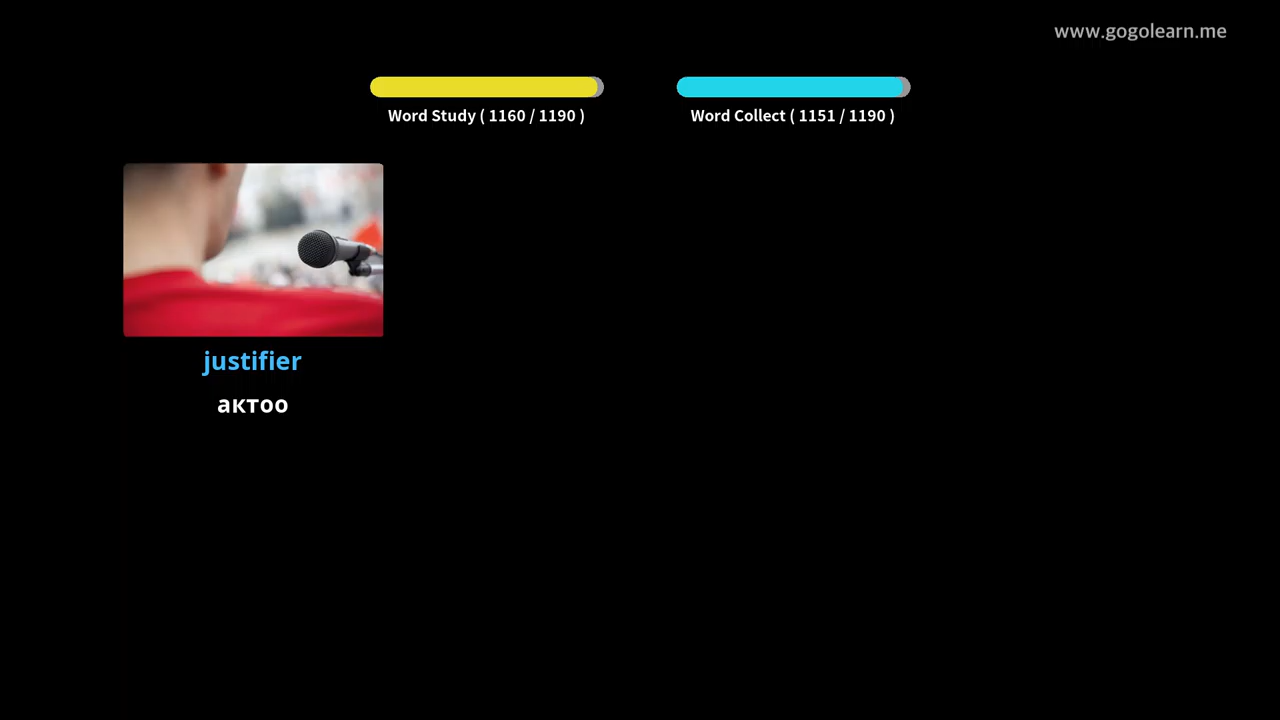 www.gogolearn.me
Word Study ( 1160 / 1190 )
Word Collect ( 1151 / 1190 )
justifier
актоо